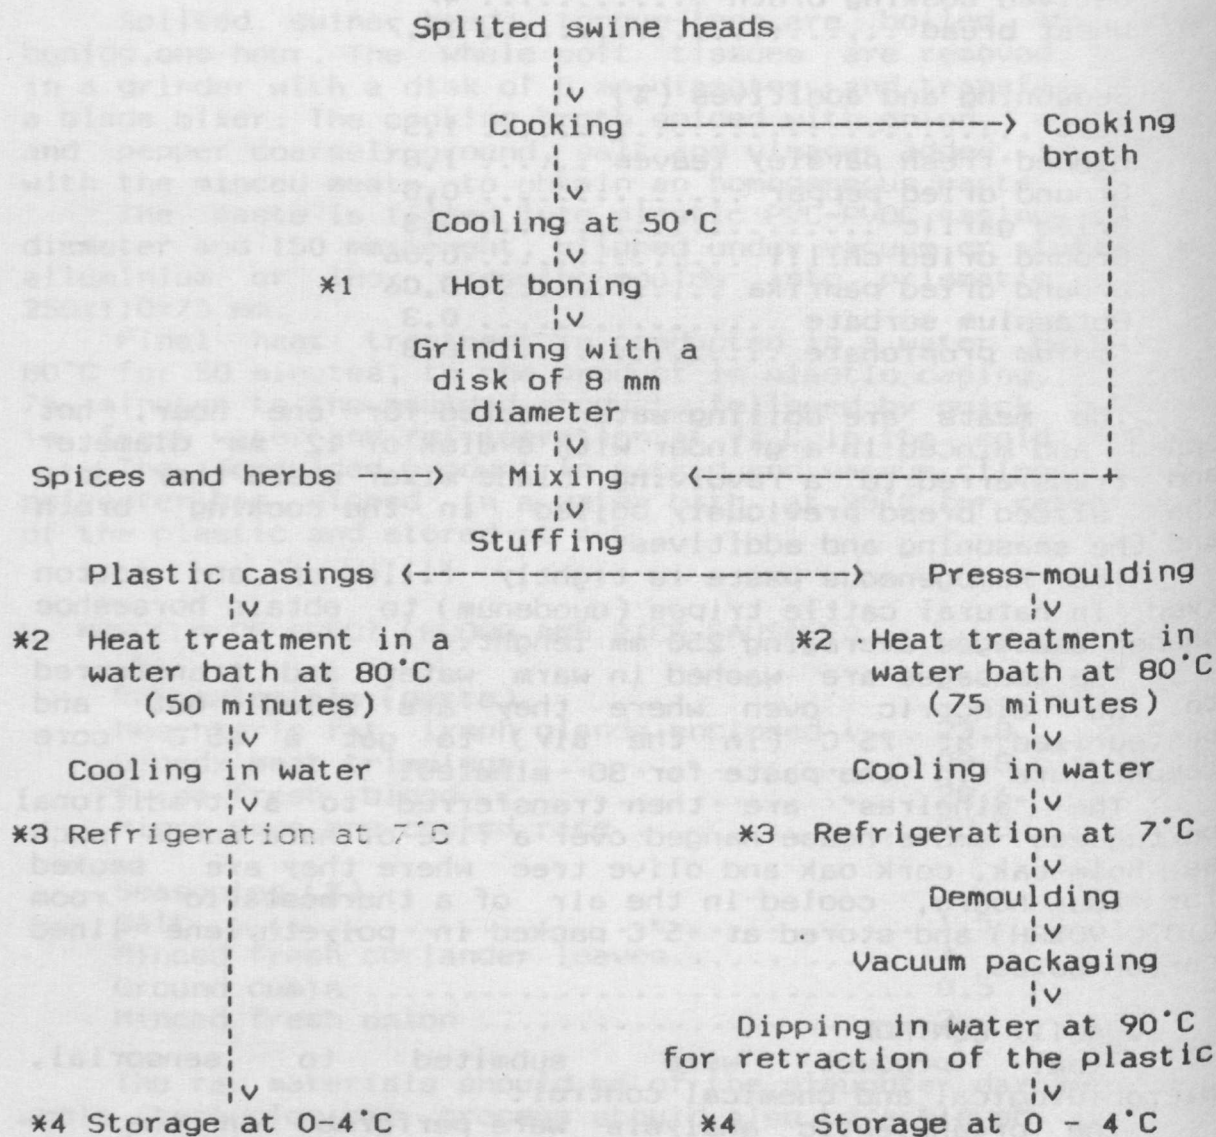 Splited swine heads
Cooking ------------------> Cooking
broth
Cooling at 50°C
*1 Hot boning
Grinding with a
disk of 8 mm
diameter
Spices and herbs -------> Mixing <------------------------+
Stuffing
Plastic casings <----------------------> Press-moulding
*2 Heat treatment in a *2 Heat treatment in
water bath at 80°C water bath at 80°C
(50 minutes) (75 minutes)
Cooling in water Cooling in water
*3 Refrigeration at 7°C *3 Refrigeration at 7°C
Demoulding
Vacuum packaging
Dipping in water at 90°C
for retraction of the plastic
*4 Storage at 0-4°C *4 Storage at 0 - 4°C